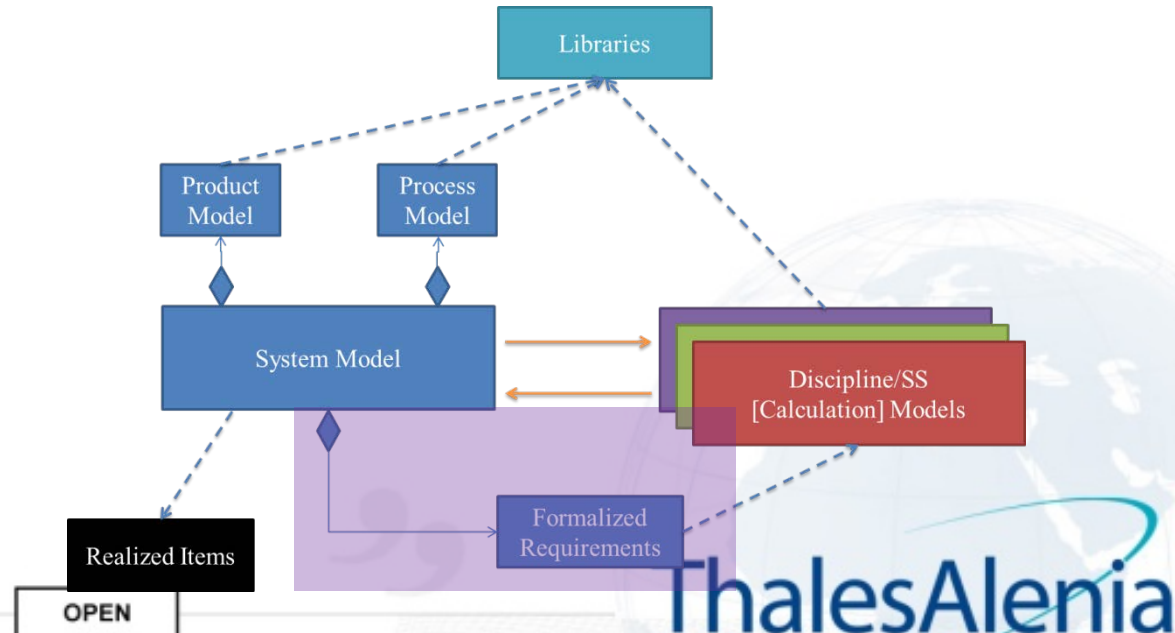 Libraries
Product
Model
Process
Model
System Model
Discipline/SS
[Calculation] Models
Formalized
Requirements
Realized Items
OPEN
ThalesAlenia